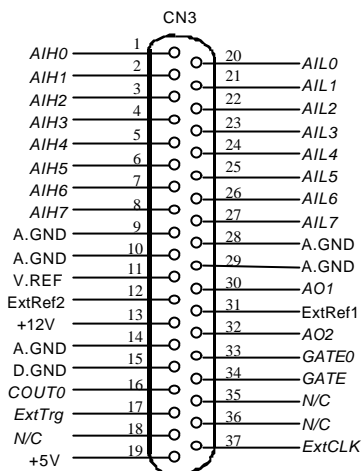 CN3
AIH0 1
AIH1 2
AIH2 3
AIH3 4
AIH4 5
AIH5 6
AIH6 7
AIH7 8
A.GND 9
A.GND 10
V.REF 11
ExtRef2 12
+12V 13
A.GND 14
D.GND 15
COUT0 16
ExtTrg 17
N/C 18
+5V 19
20 AIL0
21 AIL1
22 AIL2
23 AIL3
24 AIL4
25 AIL5
26 AIL6
27 AIL7
28 A.GND
29 A.GND
30 AO1
31 ExtRef1
32 AO2
33 GATE0
34 GATE
35 N/C
36 N/C
37 ExtCLK